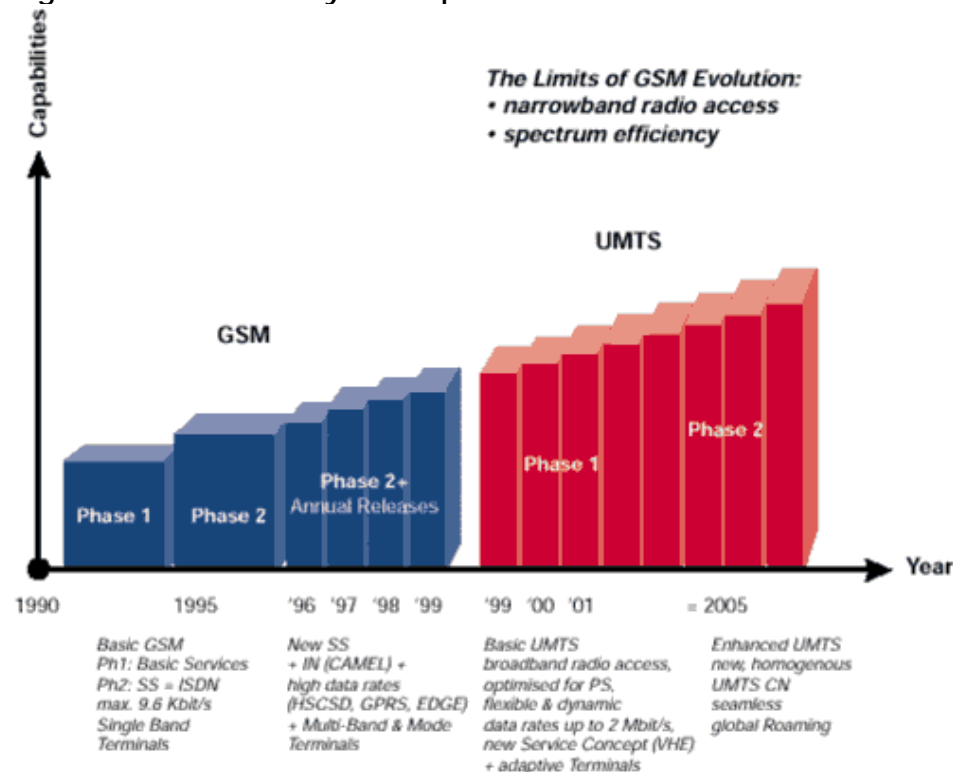 Capabilities
The Limits of GSM Evolution:
• narrowband radio access
• spectrum efficiency
UMTS
GSM
Phase 1
Phase 2
Phase 2+
Annual Releases
Phase 1
Phase 2
Year
1990 1995 '96 '97 '98 '99 '99 '00 '01 = 2005
Basic GSM
Ph1: Basic Services
Ph2: SS = ISDN
max. 9.6 Kbit/s
Single Band
Terminals
New SS
+ IN (CAMEL) +
high data rates
(HSCSD, GPRS, EDGE)
+ Multi-Band & Mode
Terminals
Basic UMTS
broadband radio access,
optimised for PS,
flexible & dynamic
data rates up to 2 Mbit/s,
new Service Concept (VHE)
+ adaptive Terminals
Enhanced UMTS
new, homogenous
UMTS CN
seamless
global Roaming